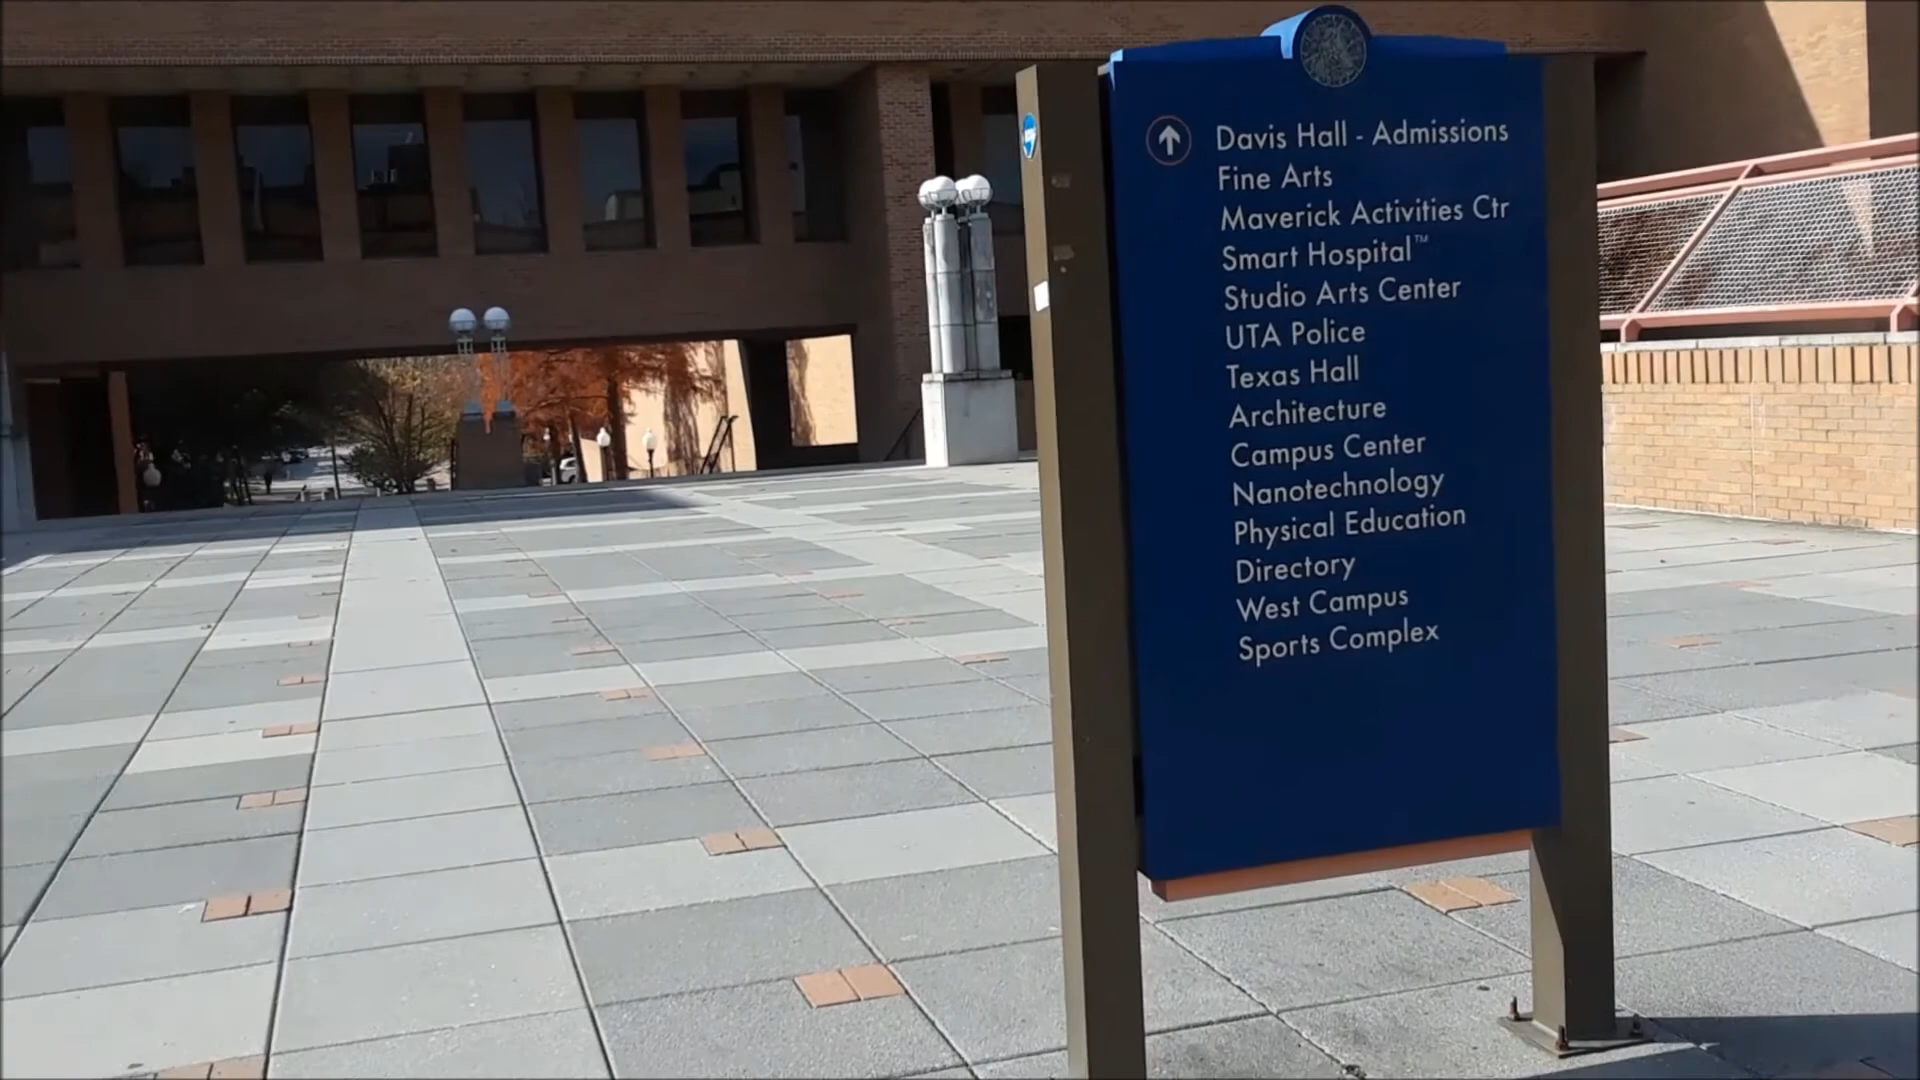 Davis Hall - Admissions
Fine Arts
Maverick Activities Ctr
Smart Hospital™
Studio Arts Center
UTA Police
Texas Hall
Architecture
Campus Center
Nanotechnology
Physical Education
Directory
West Campus
Sports Complex